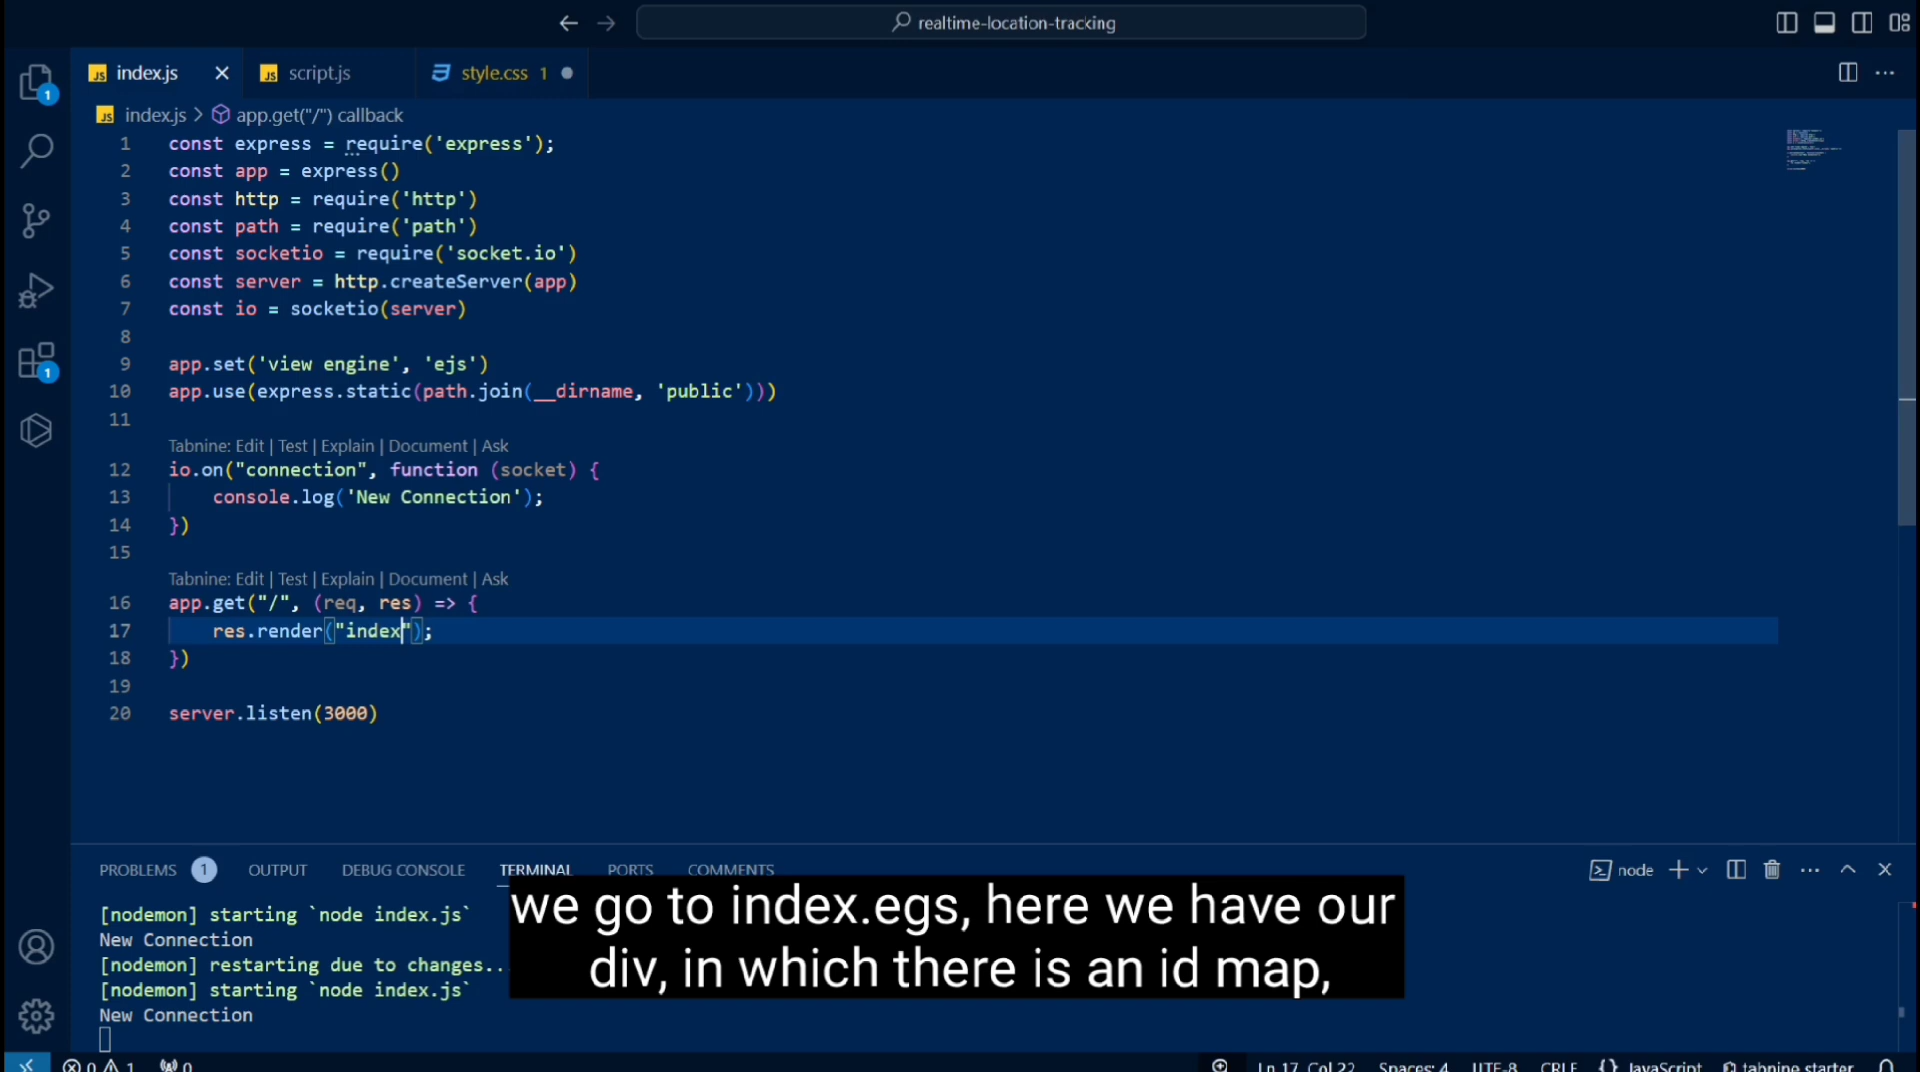 realtime-location-tracking
index.js
script.js
style.css 1
index.js > app.get("/") callback
1 const express = require('express');
2 const app = express()
3 const http = require('http')
4 const path = require('path')
5 const socketio = require('socket.io')
6 const server = http.createServer(app)
7 const io = socketio(server)
8
9 app.set('view engine', 'ejs')
10 app.use(express.static(path.join(__dirname, 'public')))
11
Tabnine: Edit | Test | Explain | Document | Ask
12 io.on("connection", function (socket) {
13 console.log('New Connection');
14 })
15
Tabnine: Edit | Test | Explain | Document | Ask
16 app.get("/", (req, res) => {
17 res.render("index");
18 })
19
20 server.listen(3000)
PROBLEMS 1 OUTPUT DEBUG CONSOLE TERMINAL PORTS COMMENTS
node
[nodemon] starting `node index.js`
New Connection
[nodemon] restarting due to changes..
[nodemon] starting `node index.js`
New Connection
we go to index.egs, here we have our
div, in which there is an id map,
0 1 0 Ln 17, Col 22 Spaces: 4 UTF-8 CRLF {} JavaScript tabnine starter